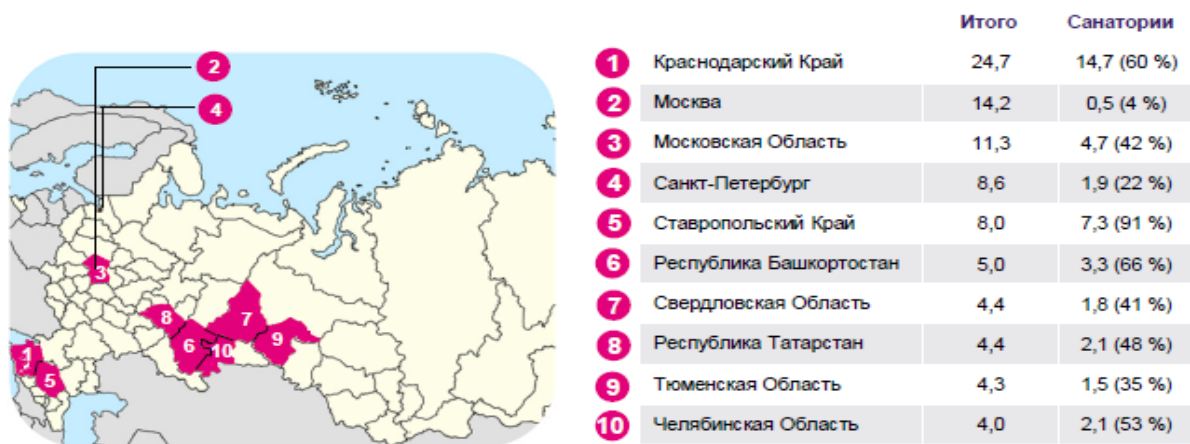 Итого Санатории
1 Краснодарский Край 24,7 14,7 (60 %)
2 Москва 14,2 0,5 (4 %)
3 Московская Область 11,3 4,7 (42 %)
4 Санкт-Петербург 8,6 1,9 (22 %)
5 Ставропольский Край 8,0 7,3 (91 %)
6 Республика Башкортостан 5,0 3,3 (66 %)
7 Свердловская Область 4,4 1,8 (41 %)
8 Республика Татарстан 4,4 2,1 (48 %)
9 Тюменская Область 4,3 1,5 (35 %)
10 Челябинская Область 4,0 2,1 (53 %)
2
4
3
8
7
6
10
9
1
5